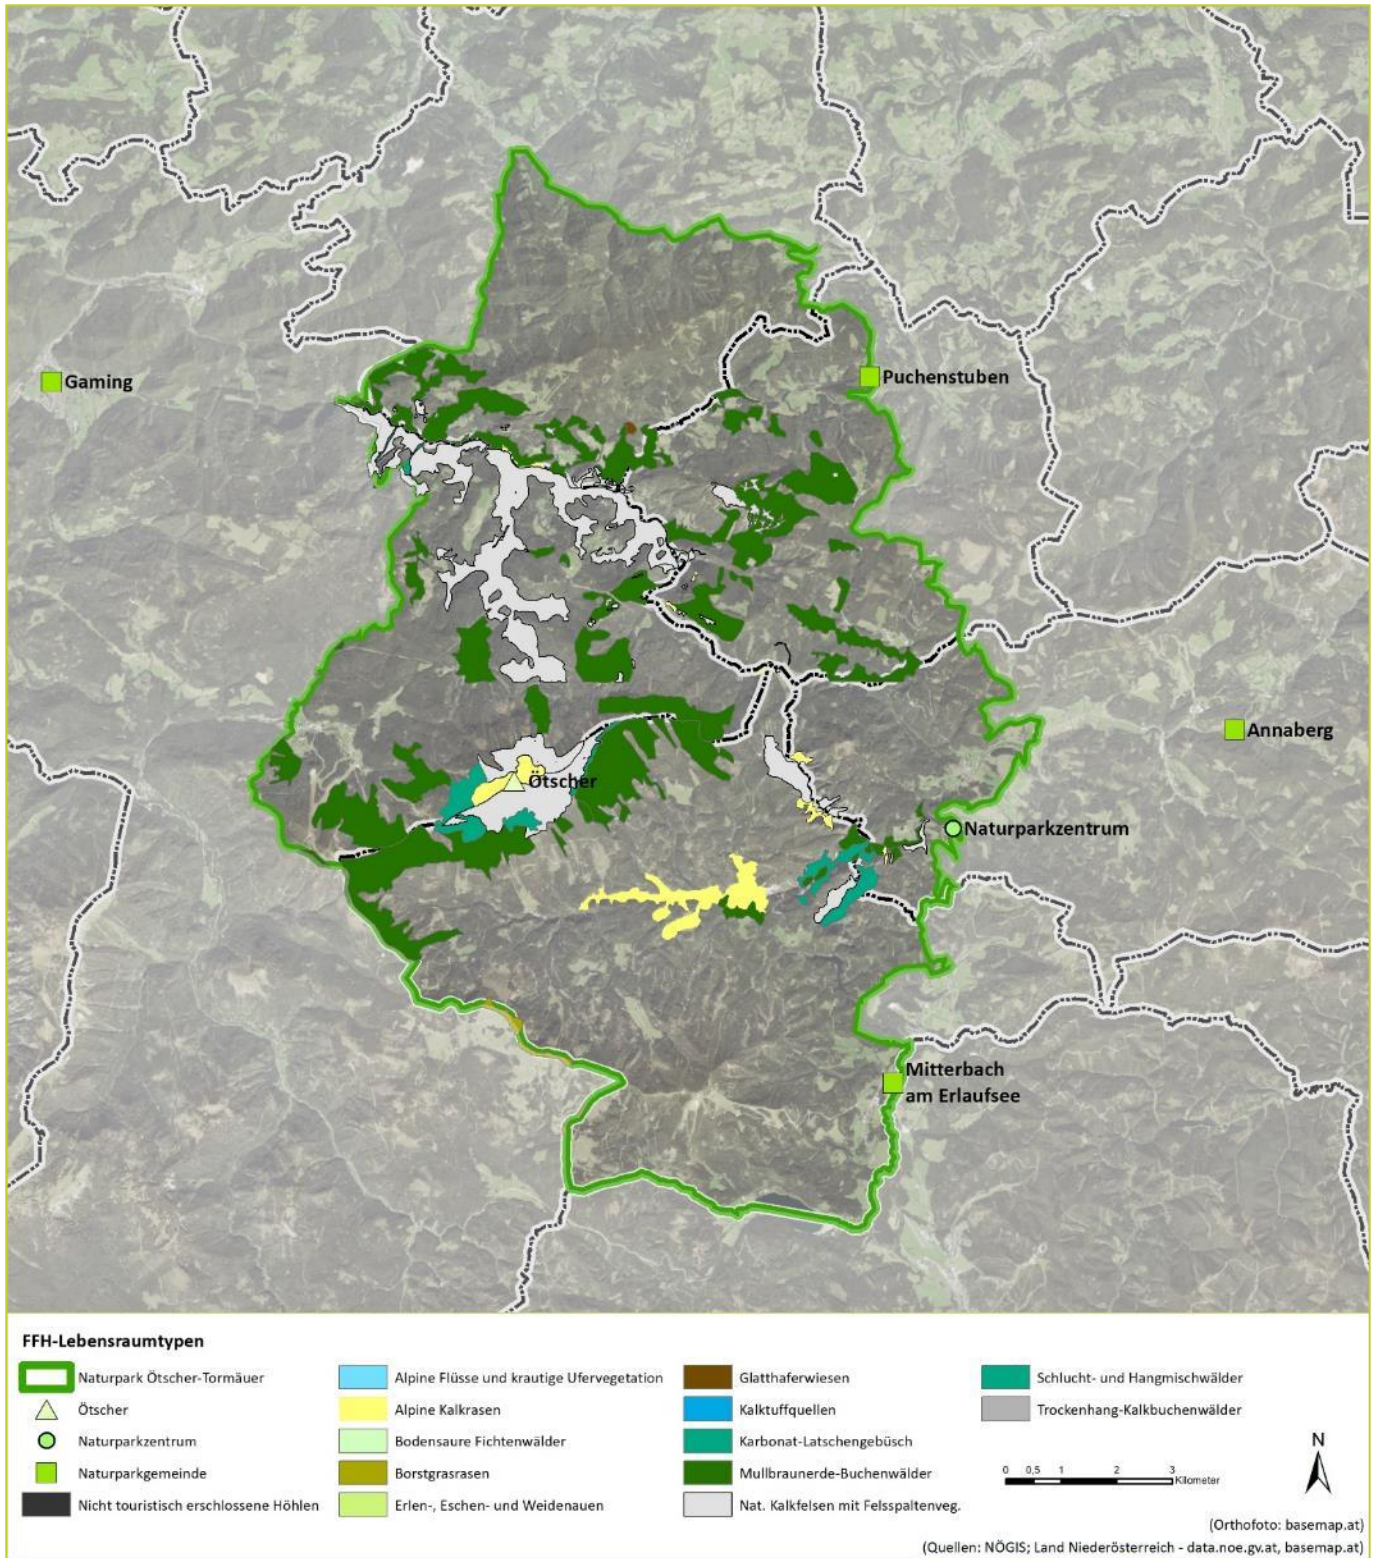 Gaming
Puchenstuben
Annaberg
Ötscher
Naturparkzentrum
Mitterbach
am Erlaufsee
FFH-Lebensraumtypen
Naturpark Ötscher-Tormäuer
Ötscher
Naturparkzentrum
Naturparkgemeinde
Nicht touristisch erschlossene Höhlen
Alpine Flüsse und krautige Ufervegetation
Alpine Kalkrasen
Bodensaure Fichtenwälder
Borstgrasrasen
Erlen-, Eschen- und Weidenauen
Glatthaferwiesen
Kalktuffquellen
Karbonat-Latschengebüsch
Mullbraunerde-Buchenwälder
Nat. Kalkfelsen mit Felsspaltenveg.
Schlucht- und Hangmischwälder
Trockenhang-Kalkbuchenwälder
N
0 0,5 1 2 3
Kilometer
(Orthofoto: basemap.at)
(Quellen: NÖGIS; Land Niederösterreich - data.noe.gv.at, basemap.at)